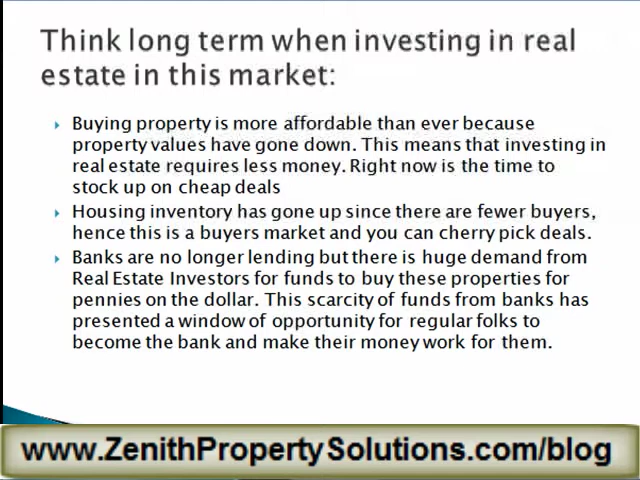 Think long term when investing in real
estate in this market:
Buying property is more affordable than ever because
property values have gone down. This means that investing in
real estate requires less money. Right now is the time to
stock up on cheap deals
Housing inventory has gone up since there are fewer buyers,
hence this is a buyers market and you can cherry pick deals.
Banks are no longer lending but there is huge demand from
Real Estate Investors for funds to buy these properties for
pennies on the dollar. This scarcity of funds from banks has
presented a window of opportunity for regular folks to
become the bank and make their money work for them.
www.ZenithPropertySolutions.com/blog